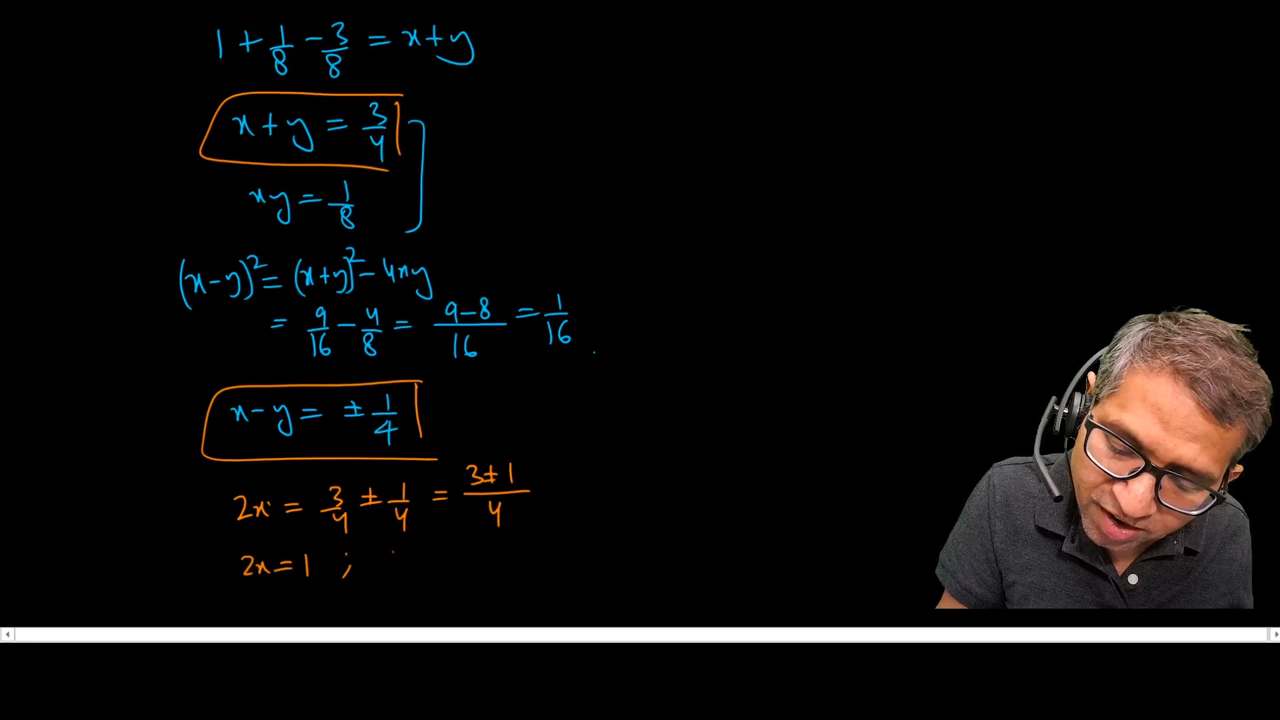 1 + 1/8 − 3/8 = x+y
x+y = 3/4
xy = 1/8
(x−y)² = (x+y)² − 4xy
= 9/16 − 4/8 = (9−8)/16 = 1/16
x−y = ± 1/4
2x = 3/4 ± 1/4 = (3±1)/4
2x = 1 ;